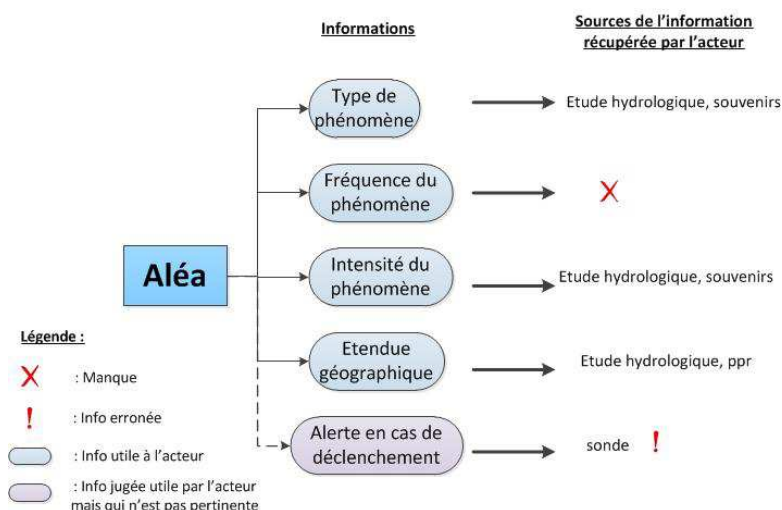 Informations
Sources de l'information
récupérée par l'acteur
Type de
phénomène
Etude hydrologique, souvenirs
Fréquence du
phénomène
X
Aléa
Intensité du
phénomène
Etude hydrologique, souvenirs
Etendue
géographique
Etude hydrologique, ppr
Alerte en cas de
déclenchement
sonde !
Légende :
X : Manque
! : Info erronée
: Info utile à l'acteur
: Info jugée utile par l'acteur
mais qui n'est pas pertinente